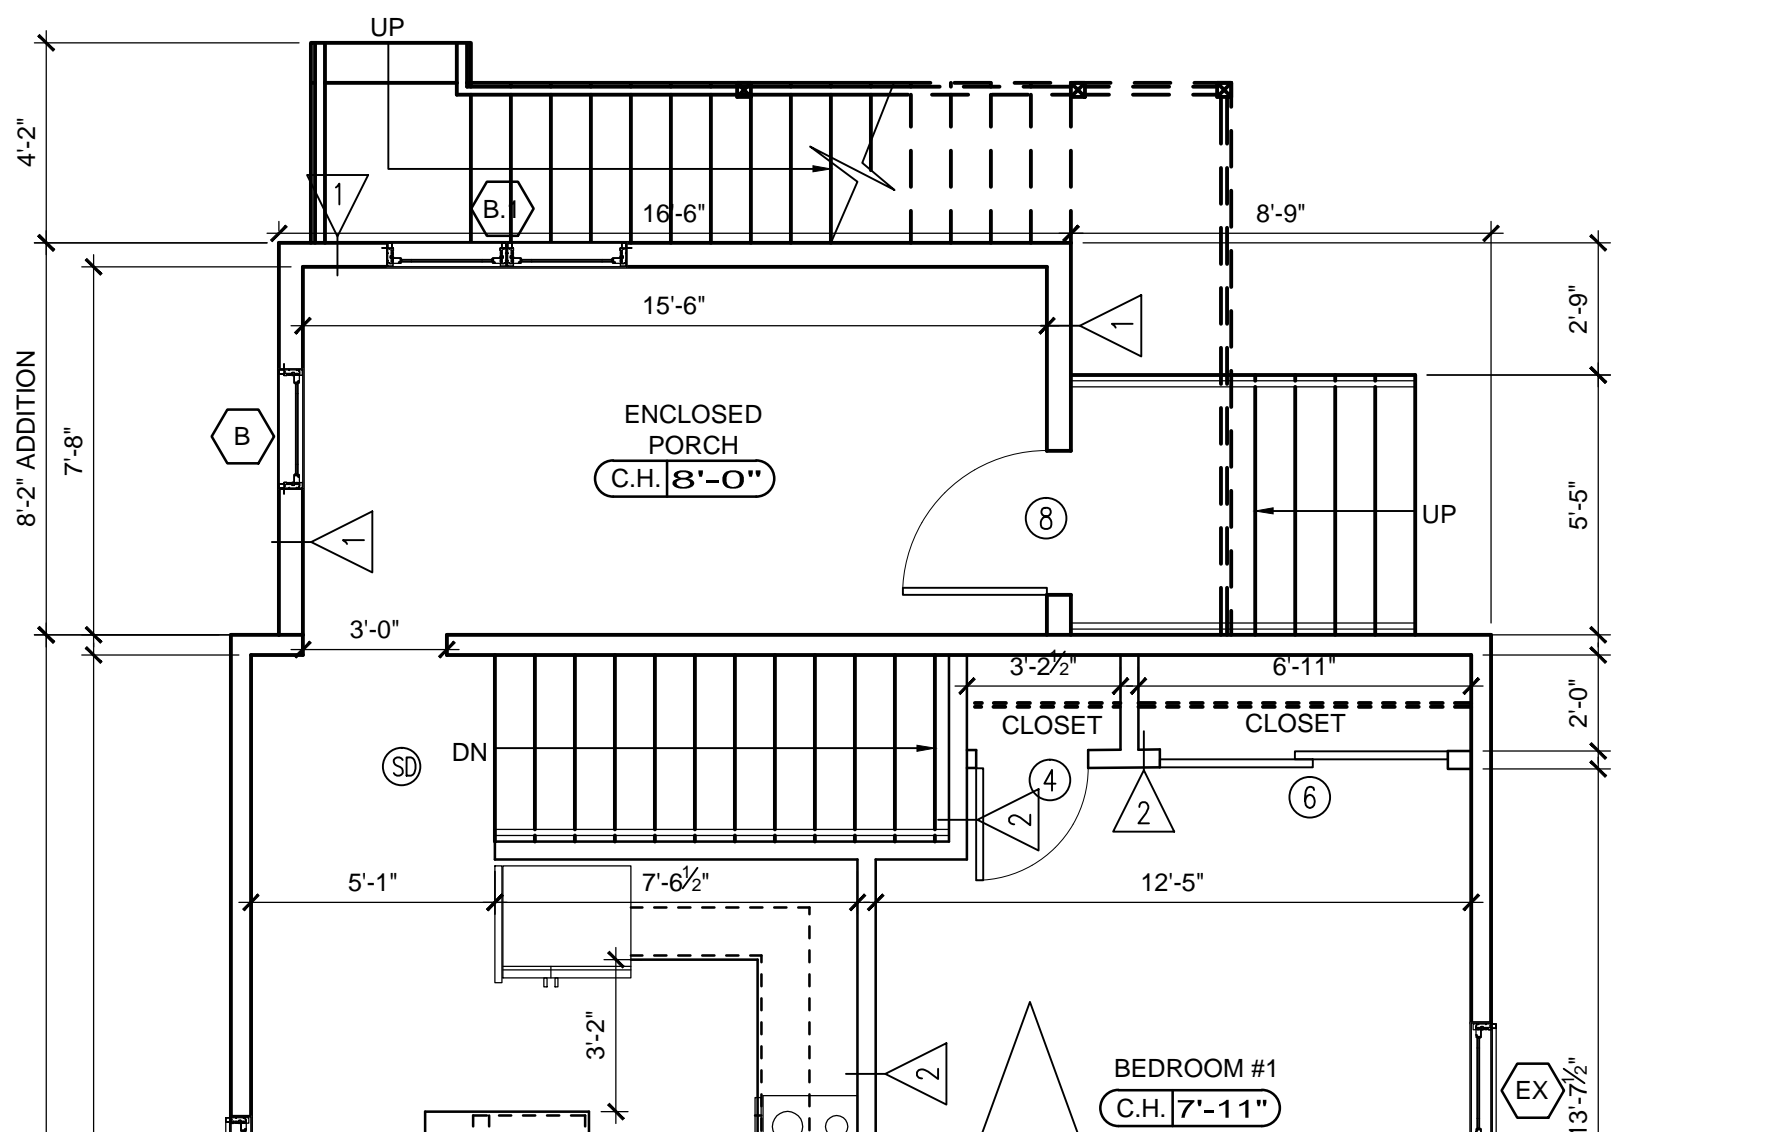 UP
4'-2"
1
B.1
16'-6"
8'-9"
2'-9"
15'-6"
1
8'-2" ADDITION
7'-8"
B
ENCLOSED
PORCH
C.H. 8'-0"
8
UP
5'-5"
1
3'-0"
3'-2½"
6'-11"
2'-0"
CLOSET
CLOSET
DN
SD
4
6
2
2
5'-1"
7'-6½"
12'-5"
3'-2"
2
BEDROOM #1
C.H. 7'-11"
EX
13'-7½"